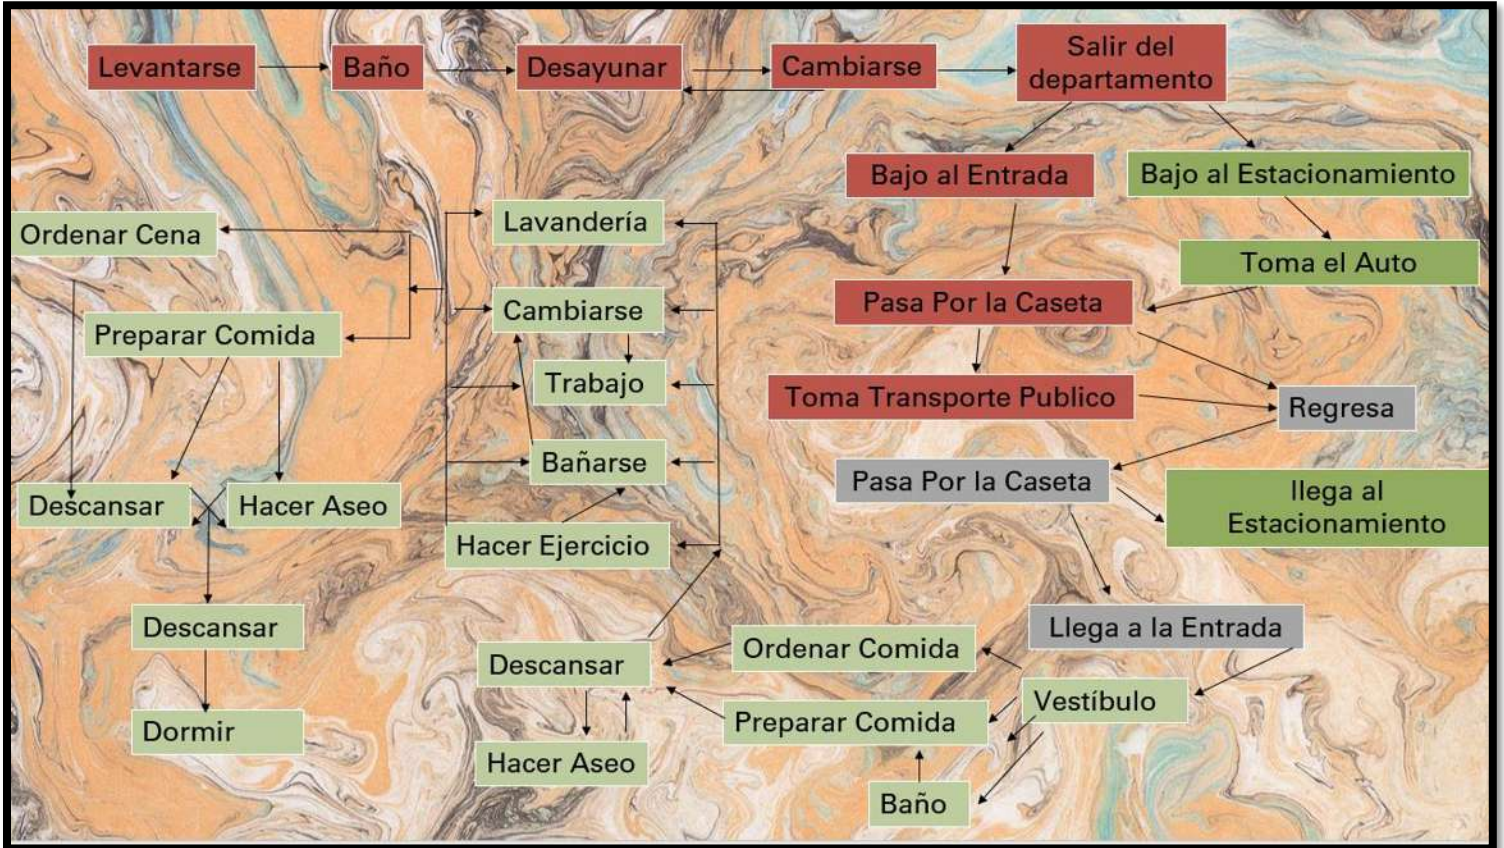 Levantarse
Baño
Desayunar
Cambiarse
Salir del
departamento
Bajo al Entrada
Bajo al Estacionamiento
Toma el Auto
Pasa Por la Caseta
Toma Transporte Publico
Regresa
Pasa Por la Caseta
llega al
Estacionamiento
Llega a la Entrada
Vestíbulo
Ordenar Comida
Preparar Comida
Baño
Descansar
Hacer Aseo
Lavandería
Cambiarse
Trabajo
Bañarse
Hacer Ejercicio
Ordenar Cena
Preparar Comida
Descansar
Hacer Aseo
Descansar
Dormir